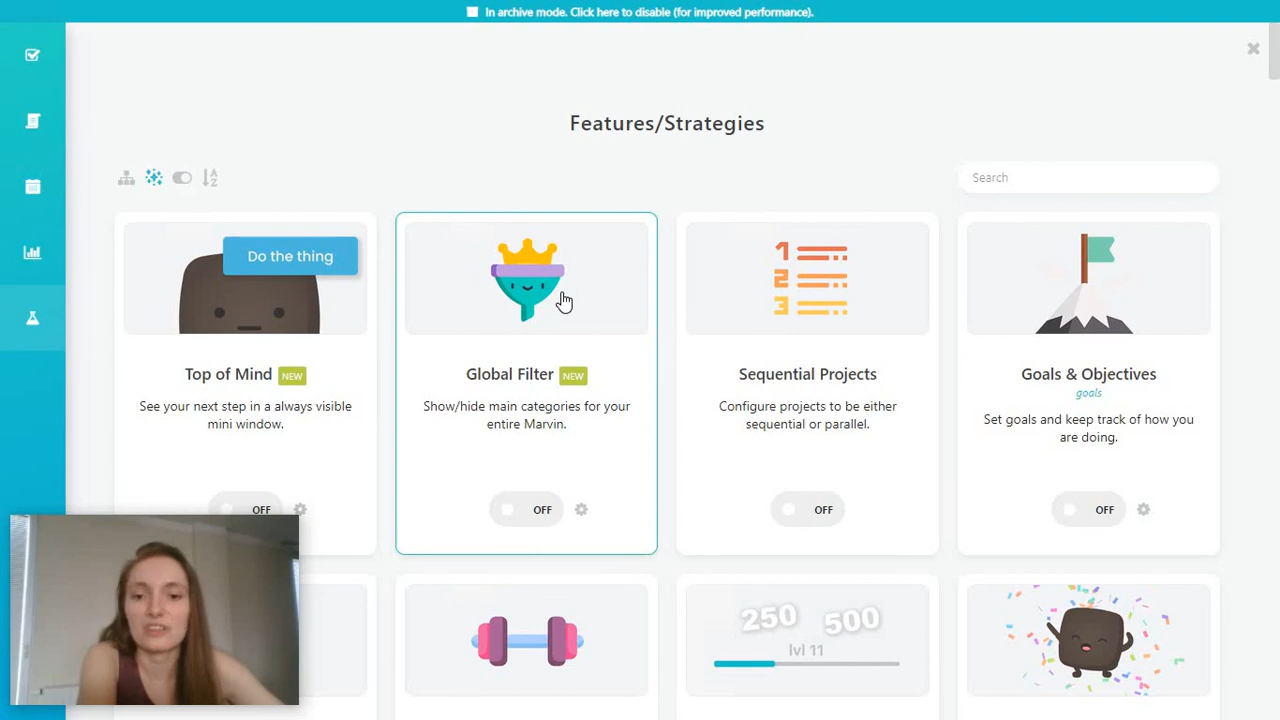 In archive mode. Click here to disable (for improved performance).
Features/Strategies
Search
Do the thing
Top of Mind NEW
See your next step in a always visible
mini window.
OFF
Global Filter NEW
Show/hide main categories for your
entire Marvin.
OFF
1
2
3
Sequential Projects
Configure projects to be either
sequential or parallel.
OFF
Goals & Objectives
goals
Set goals and keep track of how you
are doing.
OFF
250 500
lvl 11